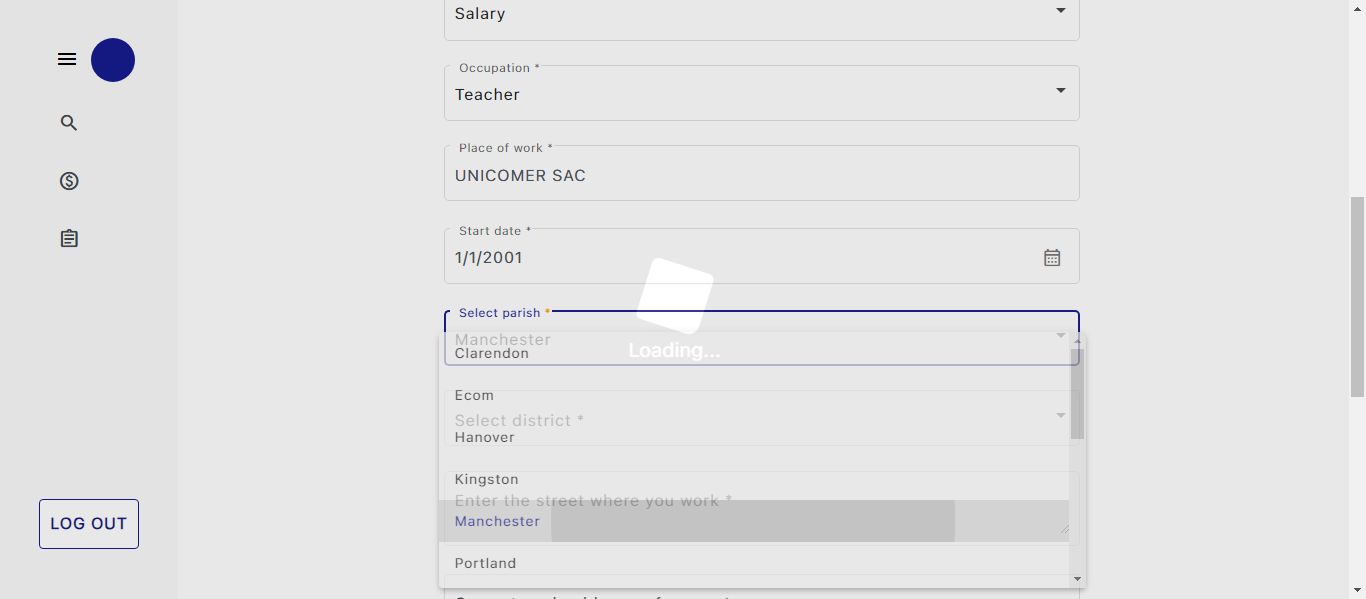 Salary
Occupation *
Teacher
Place of work *
UNICOMER SAC
Start date *
1/1/2001
Select parish *
Manchester
Loading...
Clarendon
Ecom
Select district *
Hanover
Kingston
Enter the street where you work *
Manchester
LOG OUT
Portland